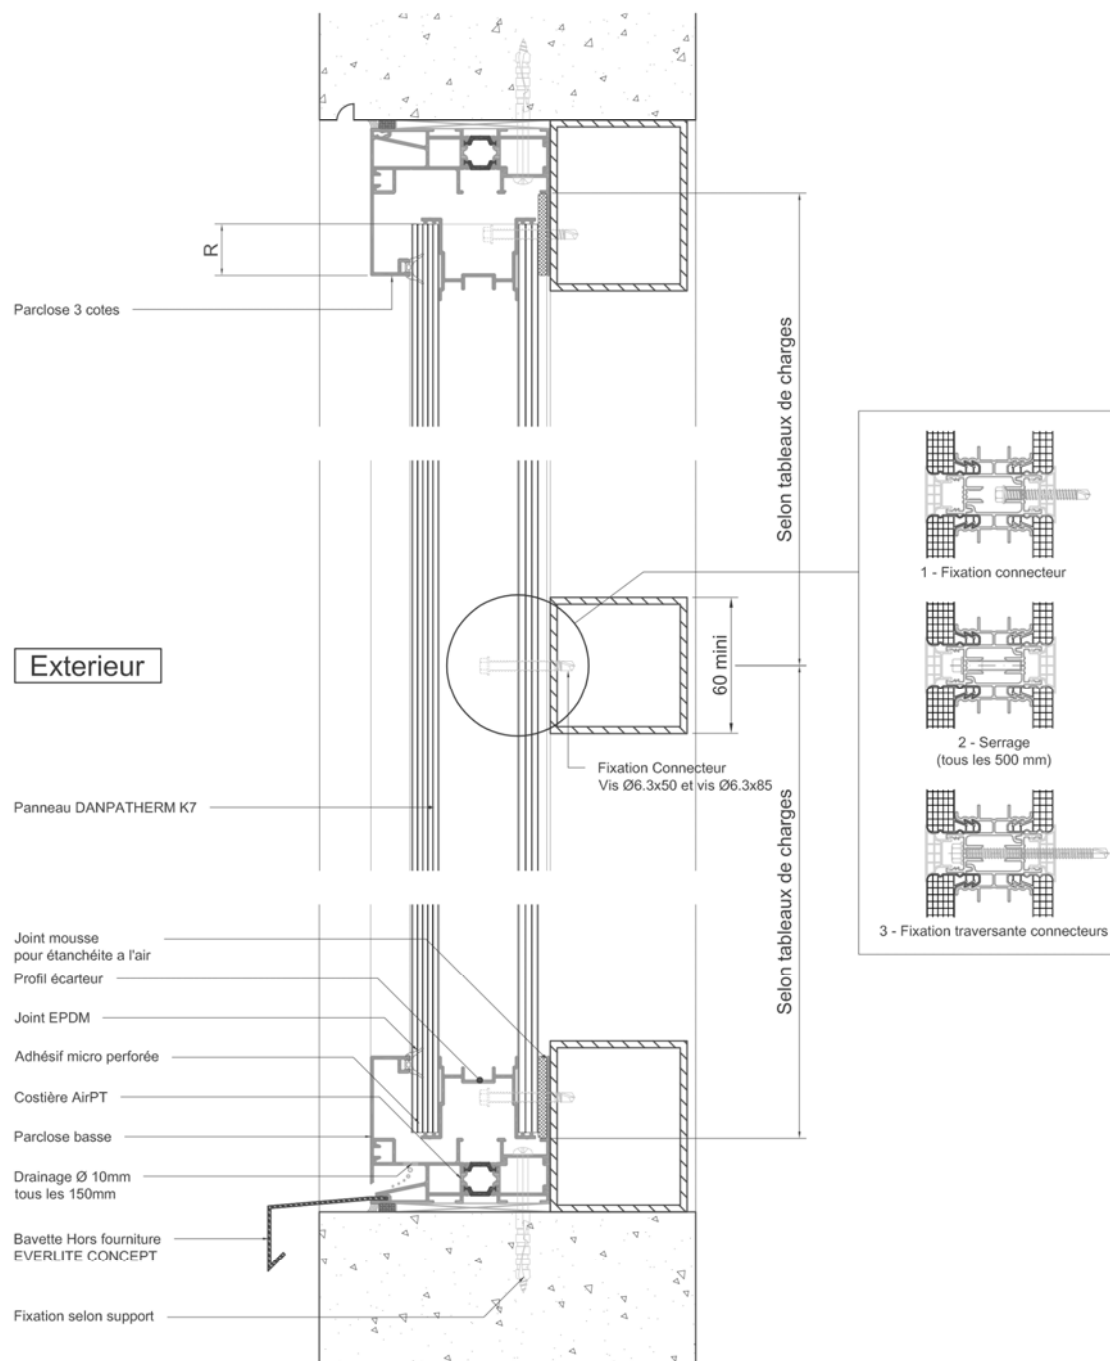 R
Parclose 3 cotes
Selon tableaux de charges
1 - Fixation connecteur
Exterieur
60 mini
2 - Serrage
(tous les 500 mm)
Fixation Connecteur
Vis Ø6.3x50 et vis Ø6.3x85
Panneau DANPATHERM K7
Selon tableaux de charges
3 - Fixation traversante connecteurs
Joint mousse
pour étanchéite a l'air
Profil écarteur
Joint EPDM
Adhésif micro perforée
Costière AirPT
Parclose basse
Drainage Ø 10mm
tous les 150mm
Bavette Hors fourniture
EVERLITE CONCEPT
Fixation selon support